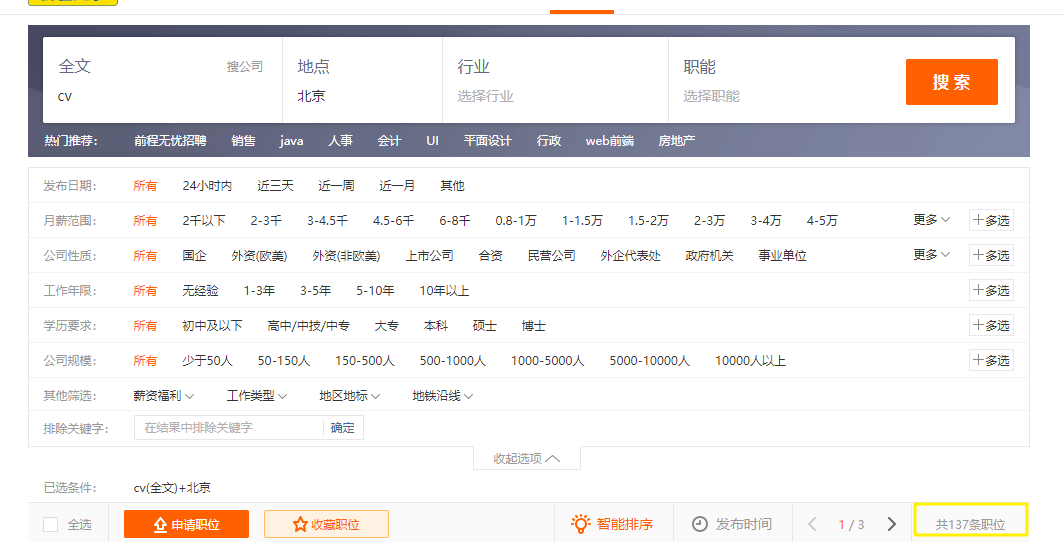 全文 搜公司 地点 行业 职能
cv 北京 选择行业 选择职能 搜索
热门推荐: 前程无忧招聘 销售 java 人事 会计 UI 平面设计 行政 web前端 房地产
发布日期: 所有 24小时内 近三天 近一周 近一月 其他
月薪范围: 所有 2千以下 2-3千 3-4.5千 4.5-6千 6-8千 0.8-1万 1-1.5万 1.5-2万 2-3万 3-4万 4-5万 更多 多选
公司性质: 所有 国企 外资(欧美) 外资(非欧美) 上市公司 合资 民营公司 外企代表处 政府机关 事业单位 更多 多选
工作年限: 所有 无经验 1-3年 3-5年 5-10年 10年以上 多选
学历要求: 所有 初中及以下 高中/中技/中专 大专 本科 硕士 博士 多选
公司规模: 所有 少于50人 50-150人 150-500人 500-1000人 1000-5000人 5000-10000人 10000人以上 多选
其他筛选: 薪资福利 工作类型 地区地标 地铁沿线
排除关键字: 在结果中排除关键字 确定
收起选项
已选条件: cv(全文)+北京
全选 申请职位 收藏职位 智能排序 发布时间 1 / 3 共137条职位